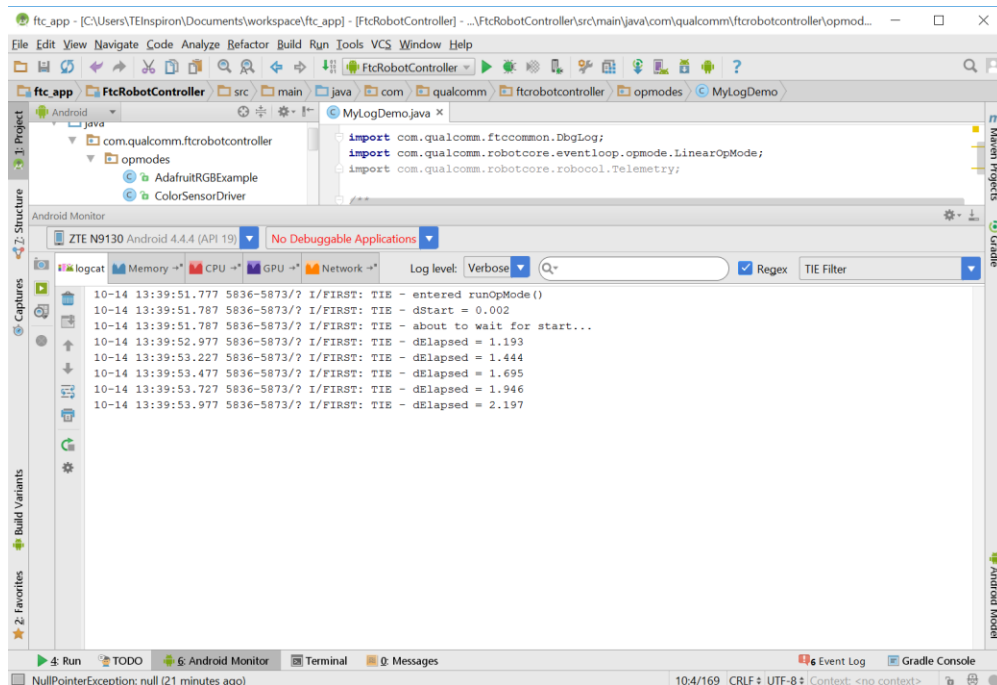 ftc_app - [C:\Users\TEInspiron\Documents\workspace\ftc_app] - [FtcRobotController] - ...\FtcRobotController\src\main\java\com\qualcomm\ftcrobotcontroller\opmod...
File Edit View Navigate Code Analyze Refactor Build Run Tools VCS Window Help
FtcRobotController
ftc_app FtcRobotController src main java com qualcomm ftcrobotcontroller opmodes MyLogDemo
1: Project
Android
MyLogDemo.java
java
com.qualcomm.ftcrobotcontroller
opmodes
AdafruitRGBExample
ColorSensorDriver
import com.qualcomm.ftccommon.DbgLog;
import com.qualcomm.robotcore.eventloop.opmode.LinearOpMode;
import com.qualcomm.robotcore.robocol.Telemetry;
/**
Maven Projects
Gradle
Z: Structure
Android Monitor
ZTE N9130 Android 4.4.4 (API 19)
No Debuggable Applications
logcat Memory CPU GPU Network Log level: Verbose Regex TIE Filter
Captures
10-14 13:39:51.777 5836-5873/? I/FIRST: TIE - entered runOpMode()
10-14 13:39:51.787 5836-5873/? I/FIRST: TIE - dStart = 0.002
10-14 13:39:51.787 5836-5873/? I/FIRST: TIE - about to wait for start...
10-14 13:39:52.977 5836-5873/? I/FIRST: TIE - dElapsed = 1.193
10-14 13:39:53.227 5836-5873/? I/FIRST: TIE - dElapsed = 1.444
10-14 13:39:53.477 5836-5873/? I/FIRST: TIE - dElapsed = 1.695
10-14 13:39:53.727 5836-5873/? I/FIRST: TIE - dElapsed = 1.946
10-14 13:39:53.977 5836-5873/? I/FIRST: TIE - dElapsed = 2.197
Build Variants
2: Favorites
Android Model
4: Run TODO 6: Android Monitor Terminal 0: Messages 6 Event Log Gradle Console
NullPointerException: null (21 minutes ago) 10:4/169 CRLF UTF-8 Context: <no context>